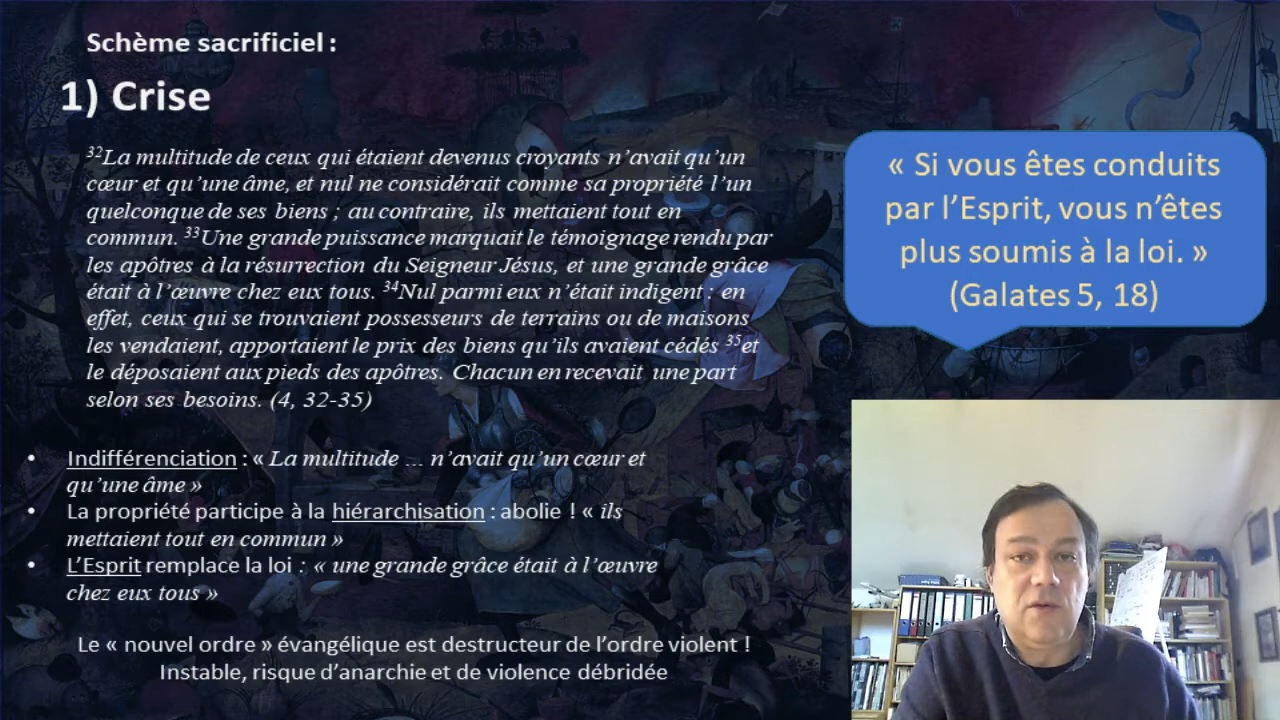 Schème sacrificiel :
1) Crise
32La multitude de ceux qui étaient devenus croyants n’avait qu’un
cœur et qu’une âme, et nul ne considérait comme sa propriété l’un
quelconque de ses biens ; au contraire, ils mettaient tout en
commun. 33Une grande puissance marquait le témoignage rendu par
les apôtres à la résurrection du Seigneur Jésus, et une grande grâce
était à l’œuvre chez eux tous. 34Nul parmi eux n’était indigent : en
effet, ceux qui se trouvaient possesseurs de terrains ou de maisons
les vendaient, apportaient le prix des biens qu’ils avaient cédés 35et
le déposaient aux pieds des apôtres. Chacun en recevait une part
selon ses besoins. (4, 32-35)
• Indifférenciation : « La multitude … n’avait qu’un cœur et
qu’une âme »
• La propriété participe à la hiérarchisation : abolie ! « ils
mettaient tout en commun »
• L’Esprit remplace la loi : « une grande grâce était à l’œuvre
chez eux tous »
Le « nouvel ordre » évangélique est destructeur de l’ordre violent !
Instable, risque d’anarchie et de violence débridée
« Si vous êtes conduits
par l’Esprit, vous n’êtes
plus soumis à la loi. »
(Galates 5, 18)